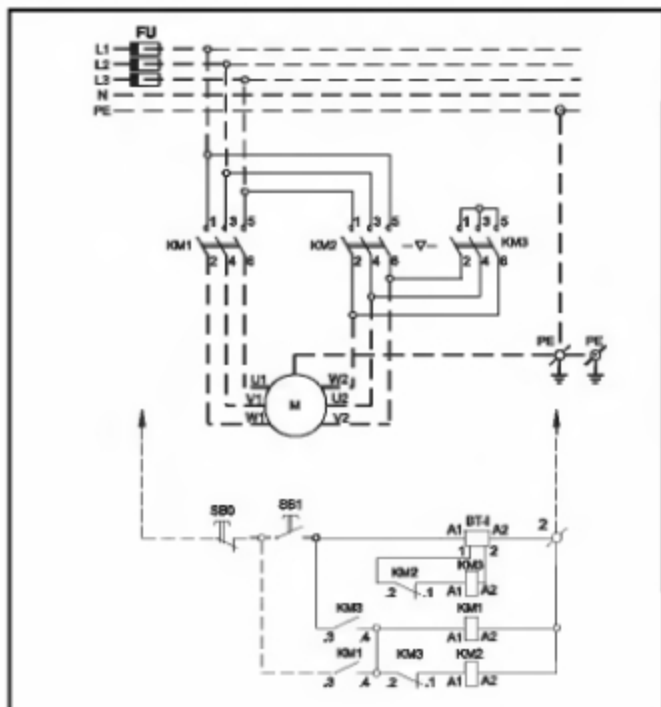 FU
L1
L2
L3
N
PE
1 3 5
1 3 5
1 3 5
KM1
KM2
KM3
2 4 6
2 4 6
2 4 6
PE PE
U1 W2
V1 M U2
W1 V2
SB0 SB1
A1 BT-I A2 2
1 2
KM2 KM3
.2 .1 A1 A2
KM3 KM1
.3 .4 A1 A2
KM1 KM3 KM2
.3 .4 .2 .1 A1 A2